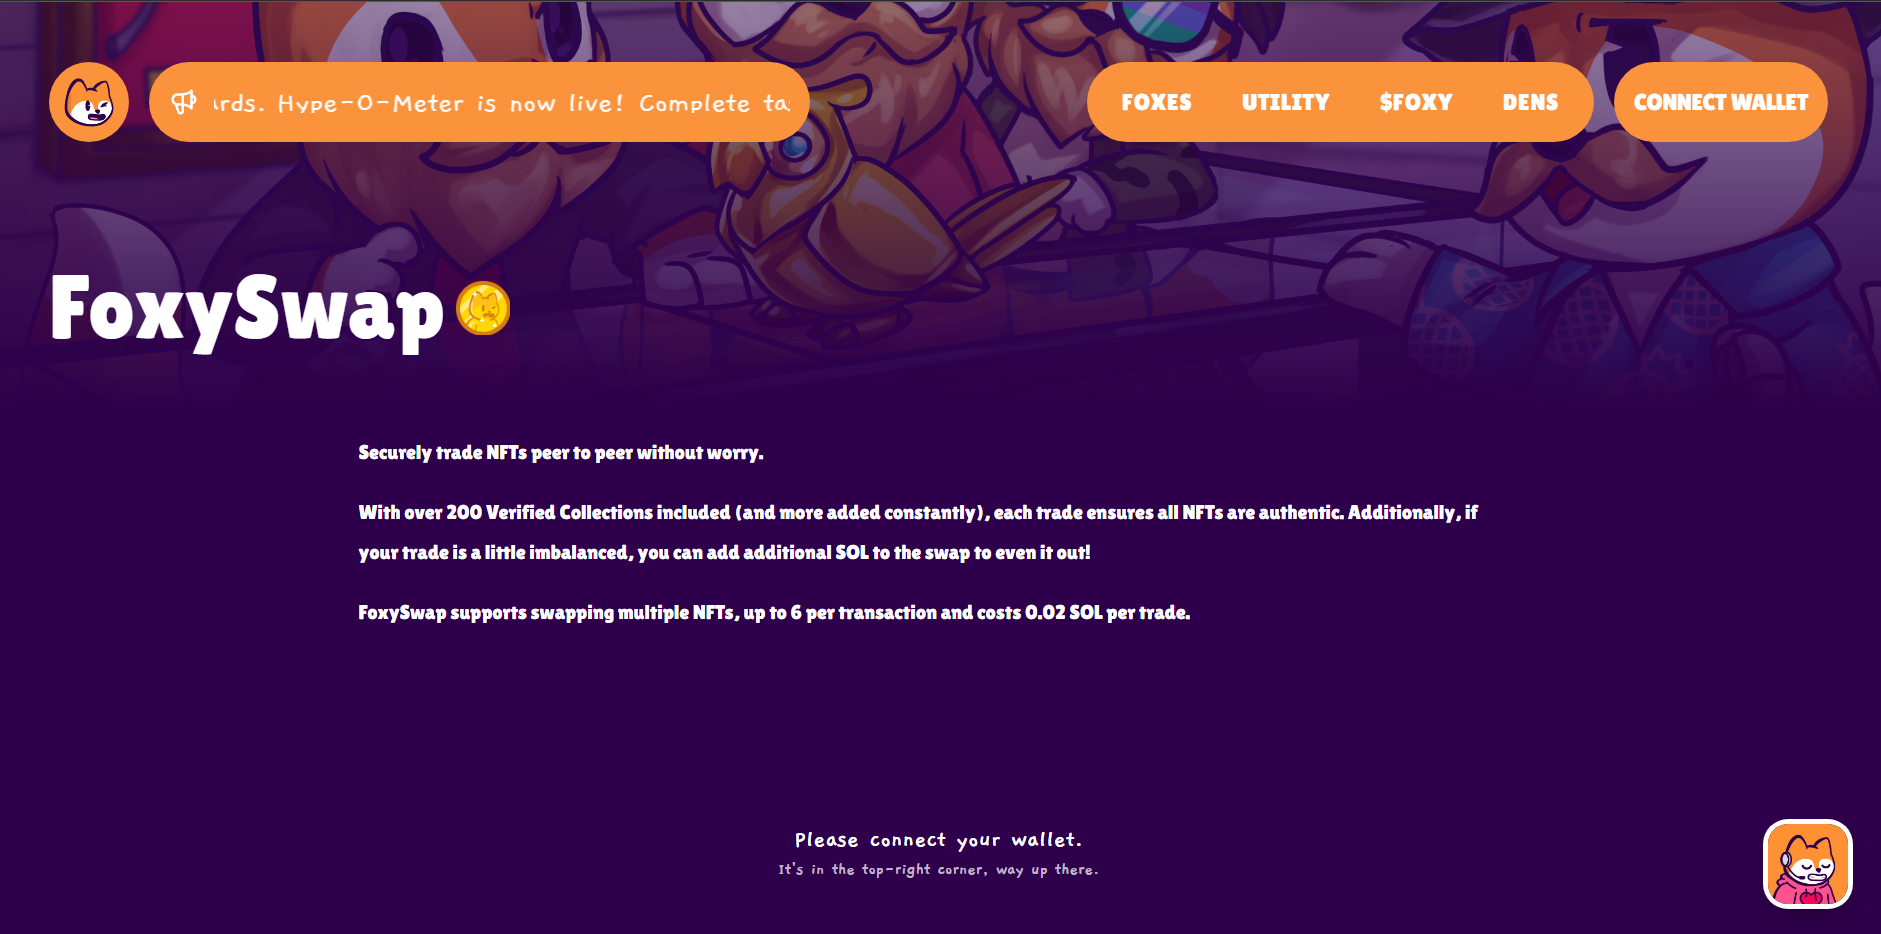 Hype-O-Meter is now live! Complete
FOXES
UTILITY
$FOXY
DENS
CONNECT WALLET
FoxySwap
Securely trade NFTs peer to peer without worry.
With over 200 Verified Collections included (and more added constantly), each trade ensures all NFTs are authentic. Additionally, if
your trade is a little imbalanced, you can add additional SOL to the swap to even it out!
FoxySwap supports swapping multiple NFTs, up to 6 per transaction and costs 0.02 SOL per trade.
Please connect your wallet.
It's in the top-right corner, way up there.